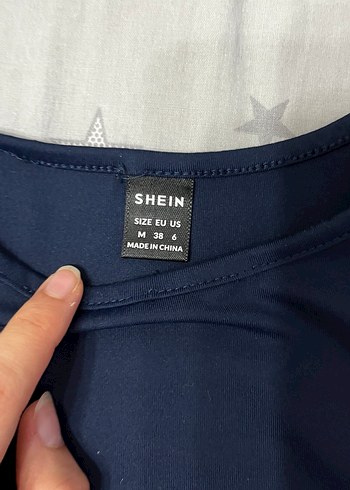 SHEIN
SIZE EU US
M 38 6
MADE IN CHINA